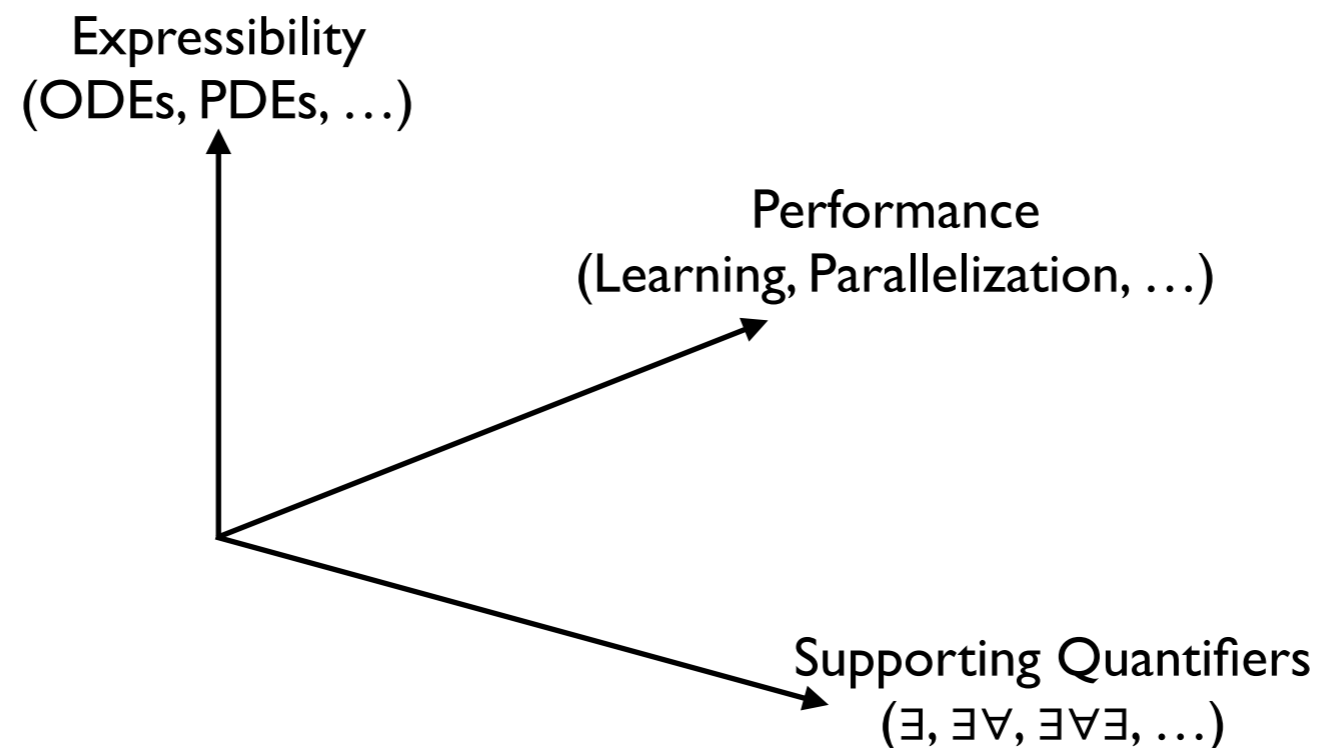 Expressibility
(ODEs, PDEs, …)
Performance
(Learning, Parallelization, …)
Supporting Quantifiers
(∃, ∃∀, ∃∀∃, …)